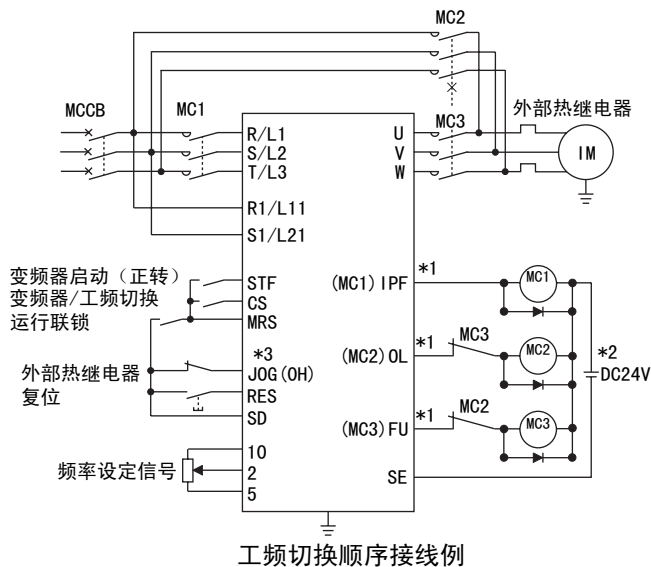 MC2
MCCB
MC1
外部热继电器
MC3
R/L1
S/L2
T/L3
U
V
W
IM
R1/L11
S1/L21
变频器启动（正转）
STF
变频器/工频切换
CS
运行联锁
MRS
*3
外部热继电器
JOG(OH)
复位
RES
SD
频率设定信号
10
2
5
(MC1)IPF
*1
MC1
(MC2)OL
*1
MC3
MC2
*2
DC24V
(MC3)FU
*1
MC2
MC3
SE
工频切换顺序接线例